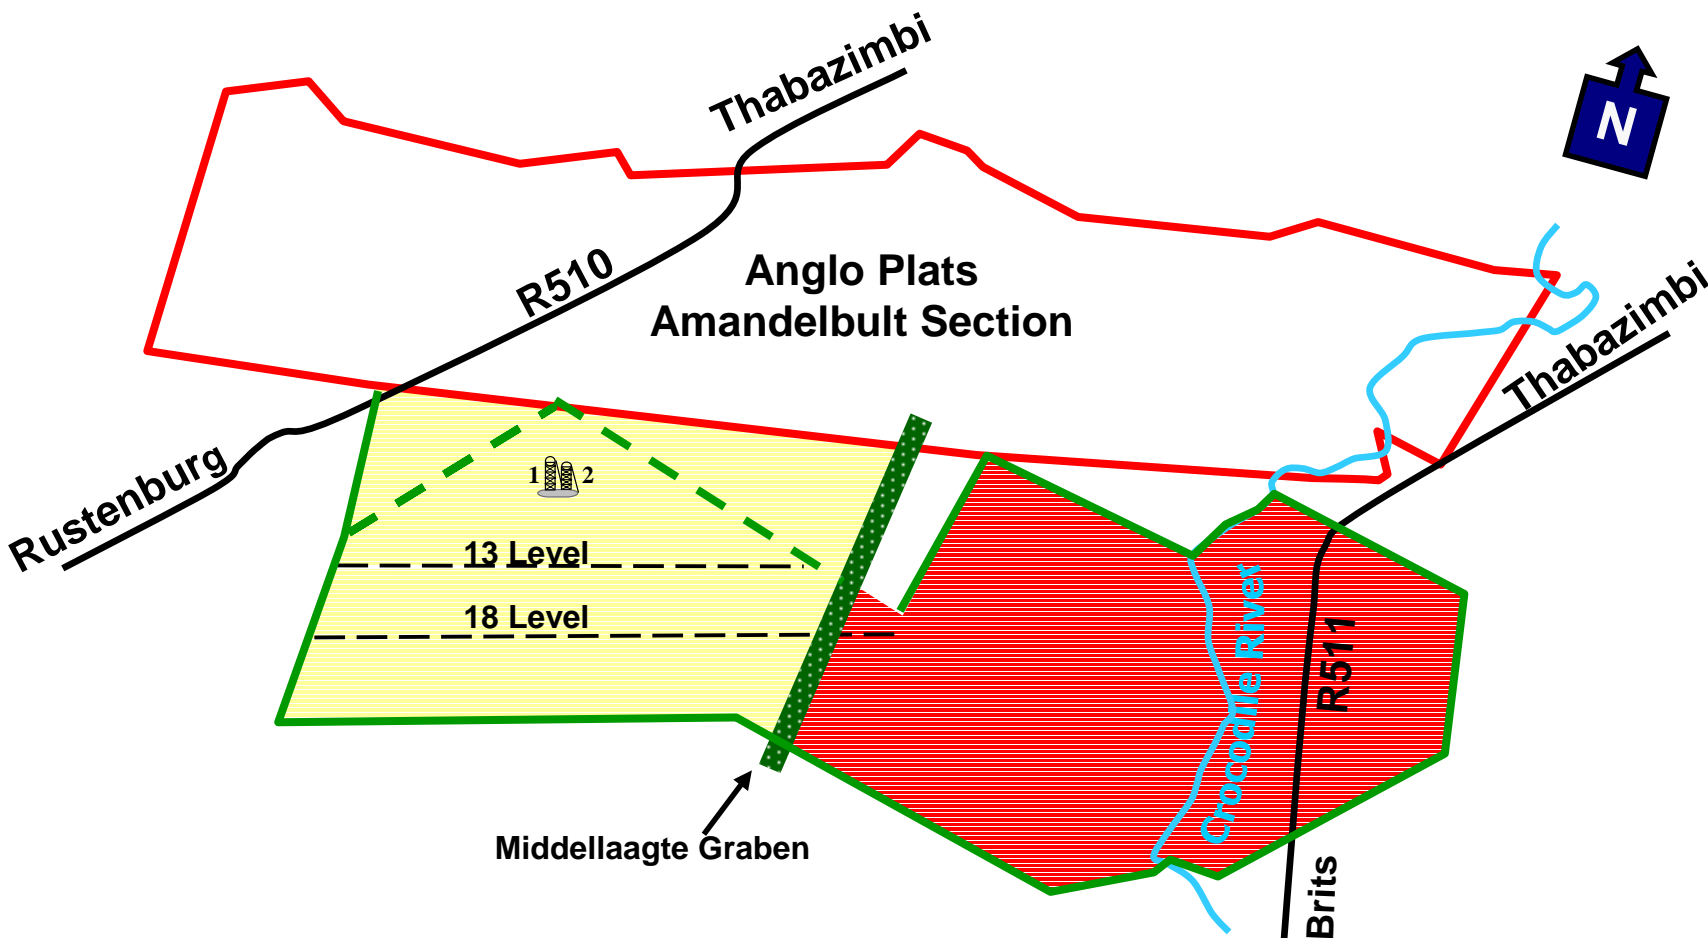 Thabazimbi
N
R510
Anglo Plats
Amandelbult Section
Thabazimbi
Rustenburg
1 2
13 Level
18 Level
Crocodile River
R511
Middellaagte Graben
Brits